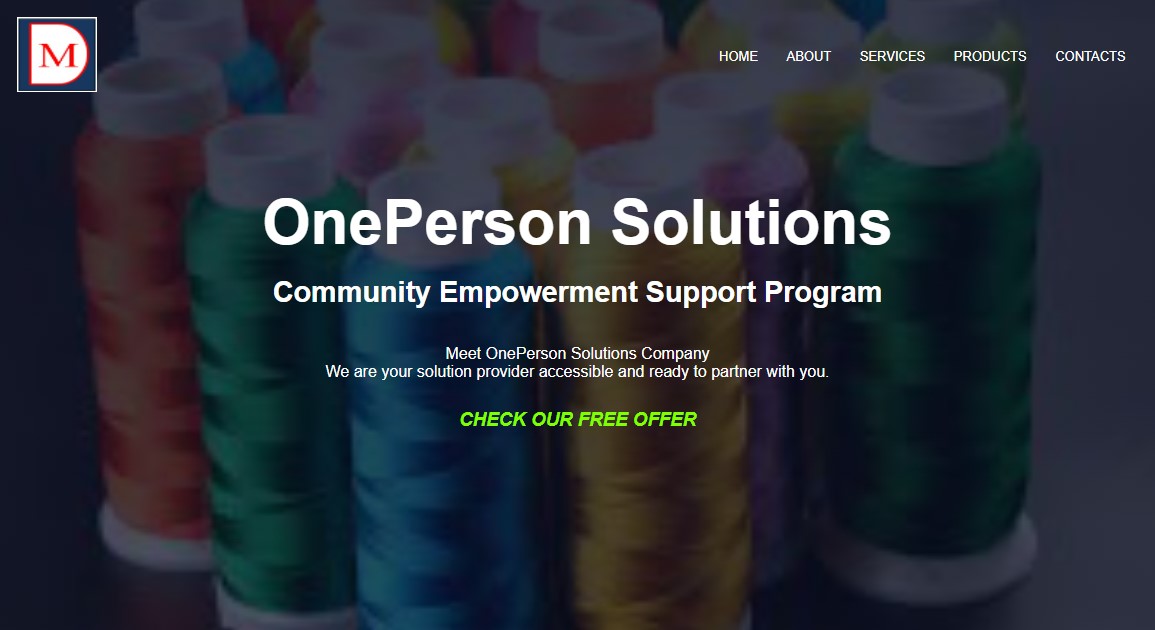 M
HOME ABOUT SERVICES PRODUCTS CONTACTS
OnePerson Solutions
Community Empowerment Support Program
Meet OnePerson Solutions Company
We are your solution provider accessible and ready to partner with you.
CHECK OUR FREE OFFER